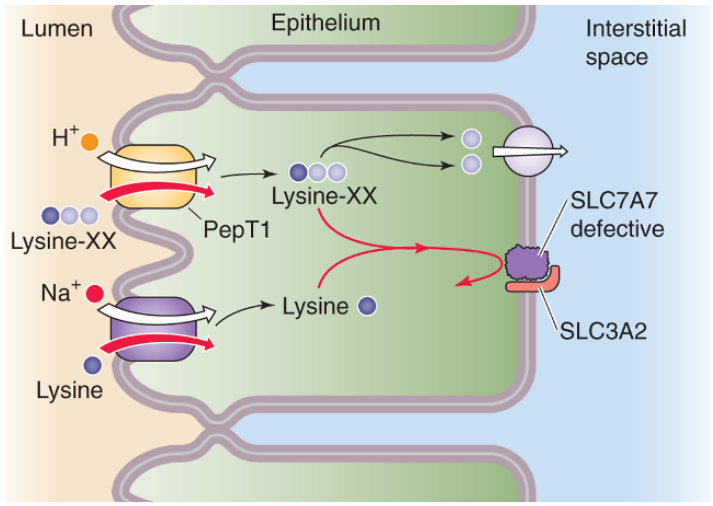 Lumen
Epithelium
Interstitial
space
H+
Lysine-XX
PepT1
Lysine-XX
SLC7A7
defective
Na+
Lysine
Lysine
SLC3A2